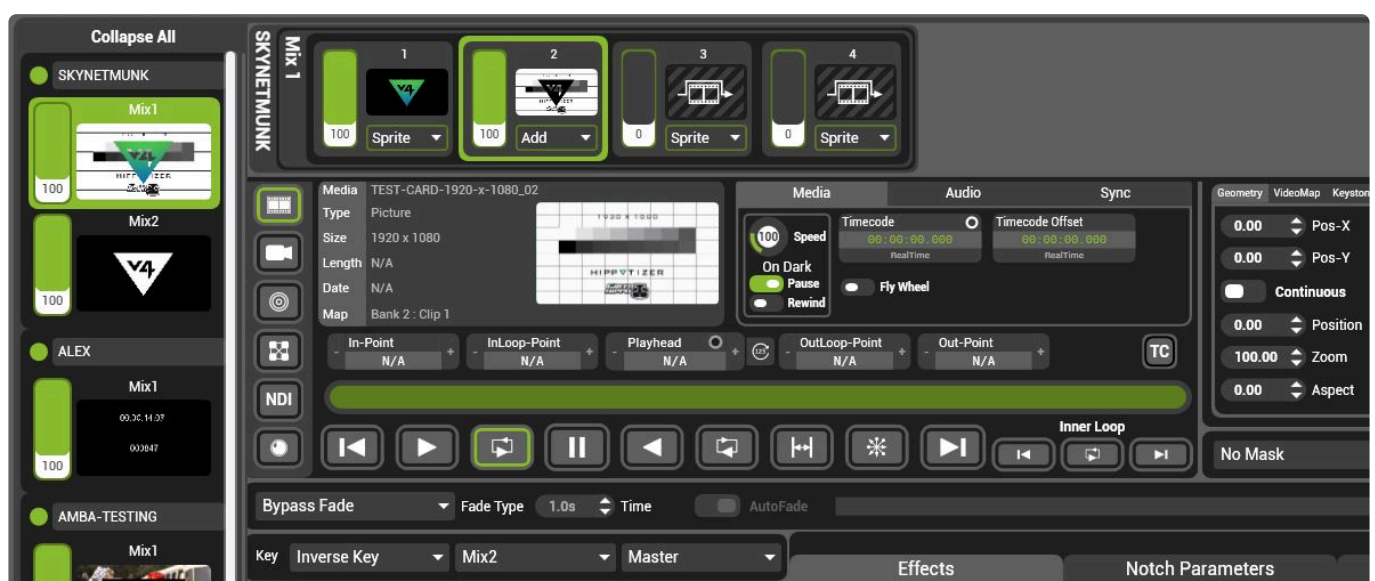 Collapse All
SKYNETMUNK
Mix1
100
Mix2
V4
100
ALEX
Mix1
100
AMBA-TESTING
Mix1
SKYNETMUNK
Mix 1
1
V4
100
Sprite
2
V4
100
Add
3
0
Sprite
4
0
Sprite
Media TEST-CARD-1920-x-1080_02
Type Picture
Size 1920 x 1080
Length N/A
Date N/A
Map Bank 2 : Clip 1
HIPPOTIZER
NDI
Media Audio Sync
100 Speed
On Dark
Pause
Rewind
Timecode
00:00:00.000
RealTime
Timecode Offset
00:00:00.000
RealTime
Fly Wheel
In-Point
- N/A +
InLoop-Point
- N/A +
Playhead
- N/A +
OutLoop-Point
- N/A +
Out-Point
- N/A +
TC
Inner Loop
Geometry VideoMap Keyston
0.00 Pos-X
0.00 Pos-Y
Continuous
0.00 Position
100.00 Zoom
0.00 Aspect
No Mask
Bypass Fade Fade Type 1.0s Time AutoFade
Key Inverse Key Mix2 Master
Effects Notch Parameters